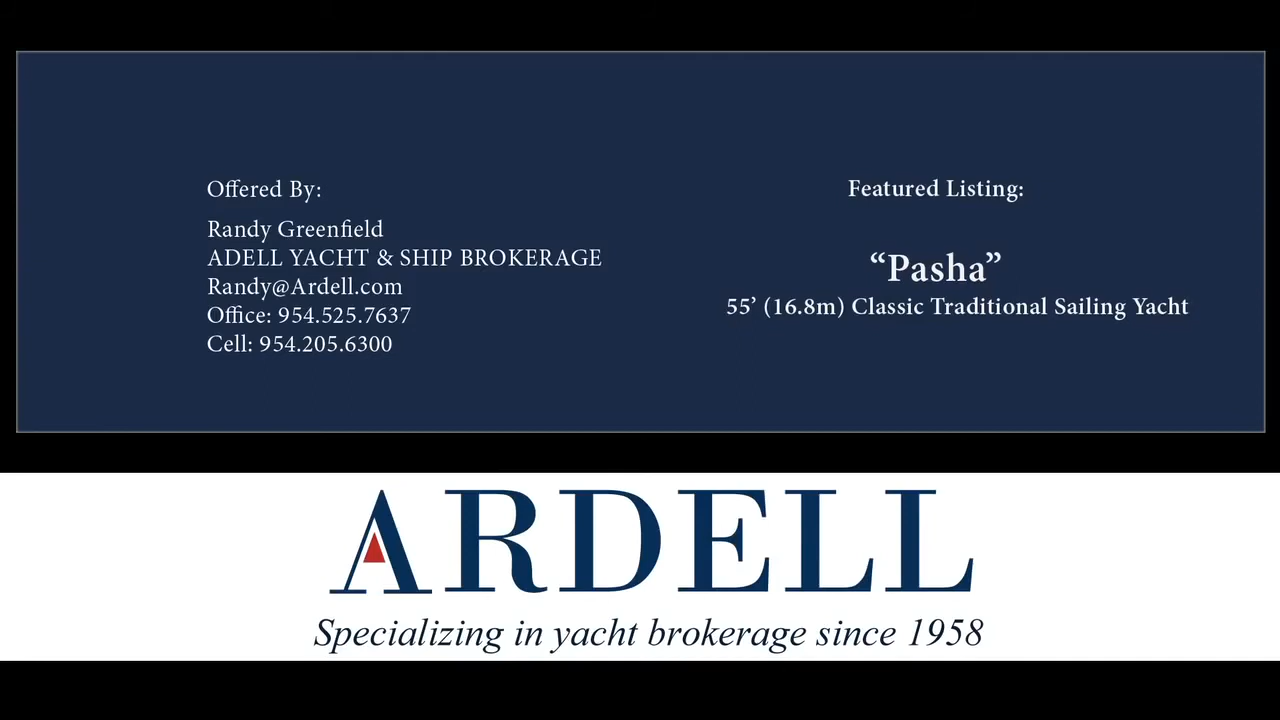 Offered By:
Randy Greenfield
ADELL YACHT & SHIP BROKERAGE
Randy@Ardell.com
Office: 954.525.7637
Cell: 954.205.6300
Featured Listing:
“Pasha”
55’ (16.8m) Classic Traditional Sailing Yacht
ARDELL
Specializing in yacht brokerage since 1958